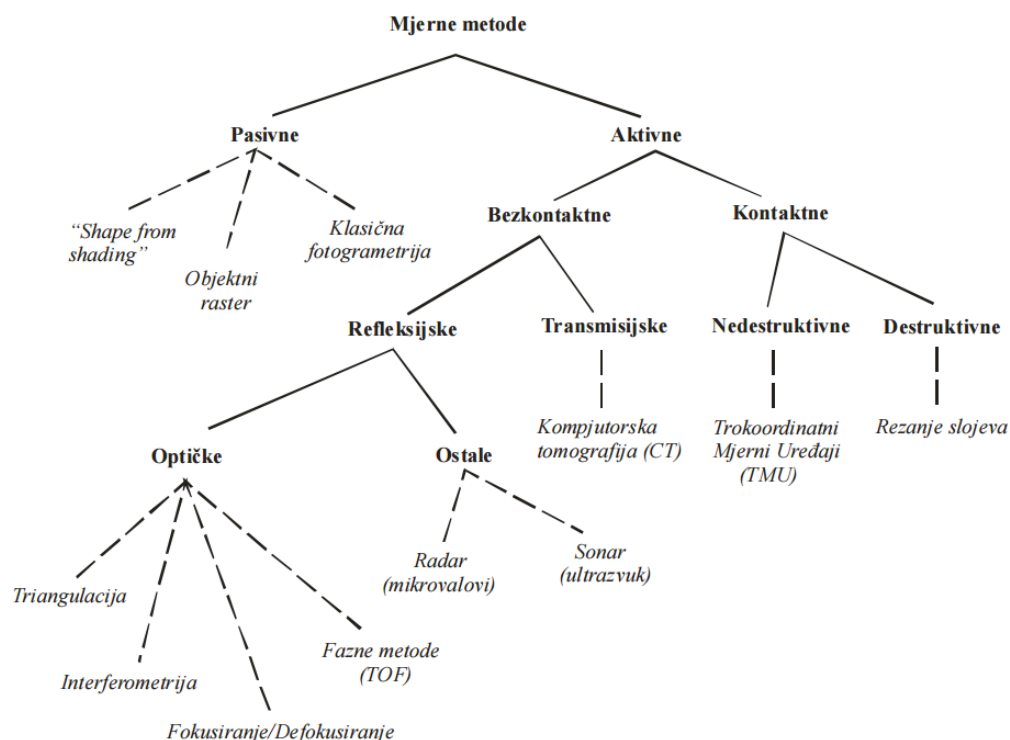 Mjerne metode
Pasivne
Aktivne
“Shape from
shading”
Objektni
raster
Klasična
fotogrametrija
Bezkontaktne
Kontaktne
Refleksijske
Transmisijske
Nedestruktivne
Destruktivne
Kompjutorska
tomografija (CT)
Trokoordinatni
Mjerni Uređaji
(TMU)
Rezanje slojeva
Optičke
Ostale
Radar
(mikrovalovi)
Sonar
(ultrazvuk)
Triangulacija
Interferometrija
Fokusiranje/Defokusiranje
Fazne metode
(TOF)